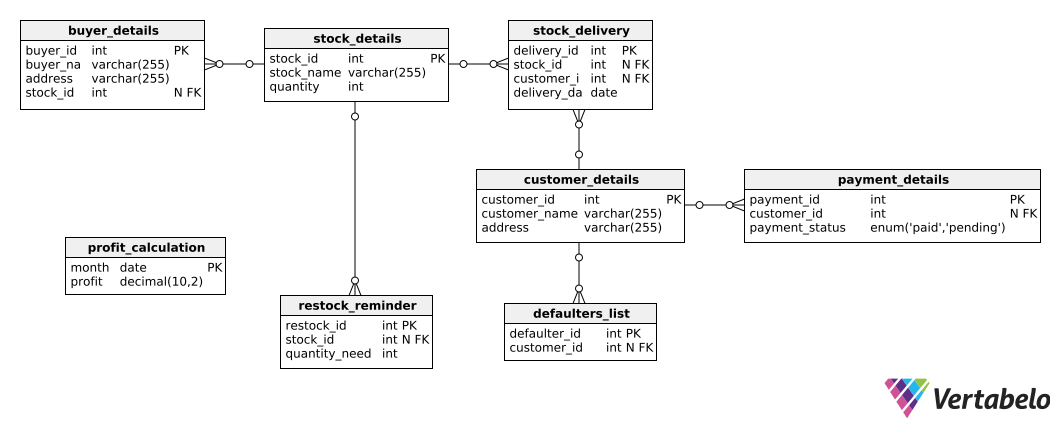 buyer_details
buyer_id int PK
buyer_na varchar(255)
address varchar(255)
stock_id int N FK
stock_details
stock_id int PK
stock_name varchar(255)
quantity int
stock_delivery
delivery_id int PK
stock_id int N FK
customer_i int N FK
delivery_da date
customer_details
customer_id int PK
customer_name varchar(255)
address varchar(255)
payment_details
payment_id int PK
customer_id int N FK
payment_status enum('paid','pending')
profit_calculation
month date PK
profit decimal(10,2)
restock_reminder
restock_id int PK
stock_id int N FK
quantity_need int
defaulters_list
defaulter_id int PK
customer_id int N FK
Vertabelo